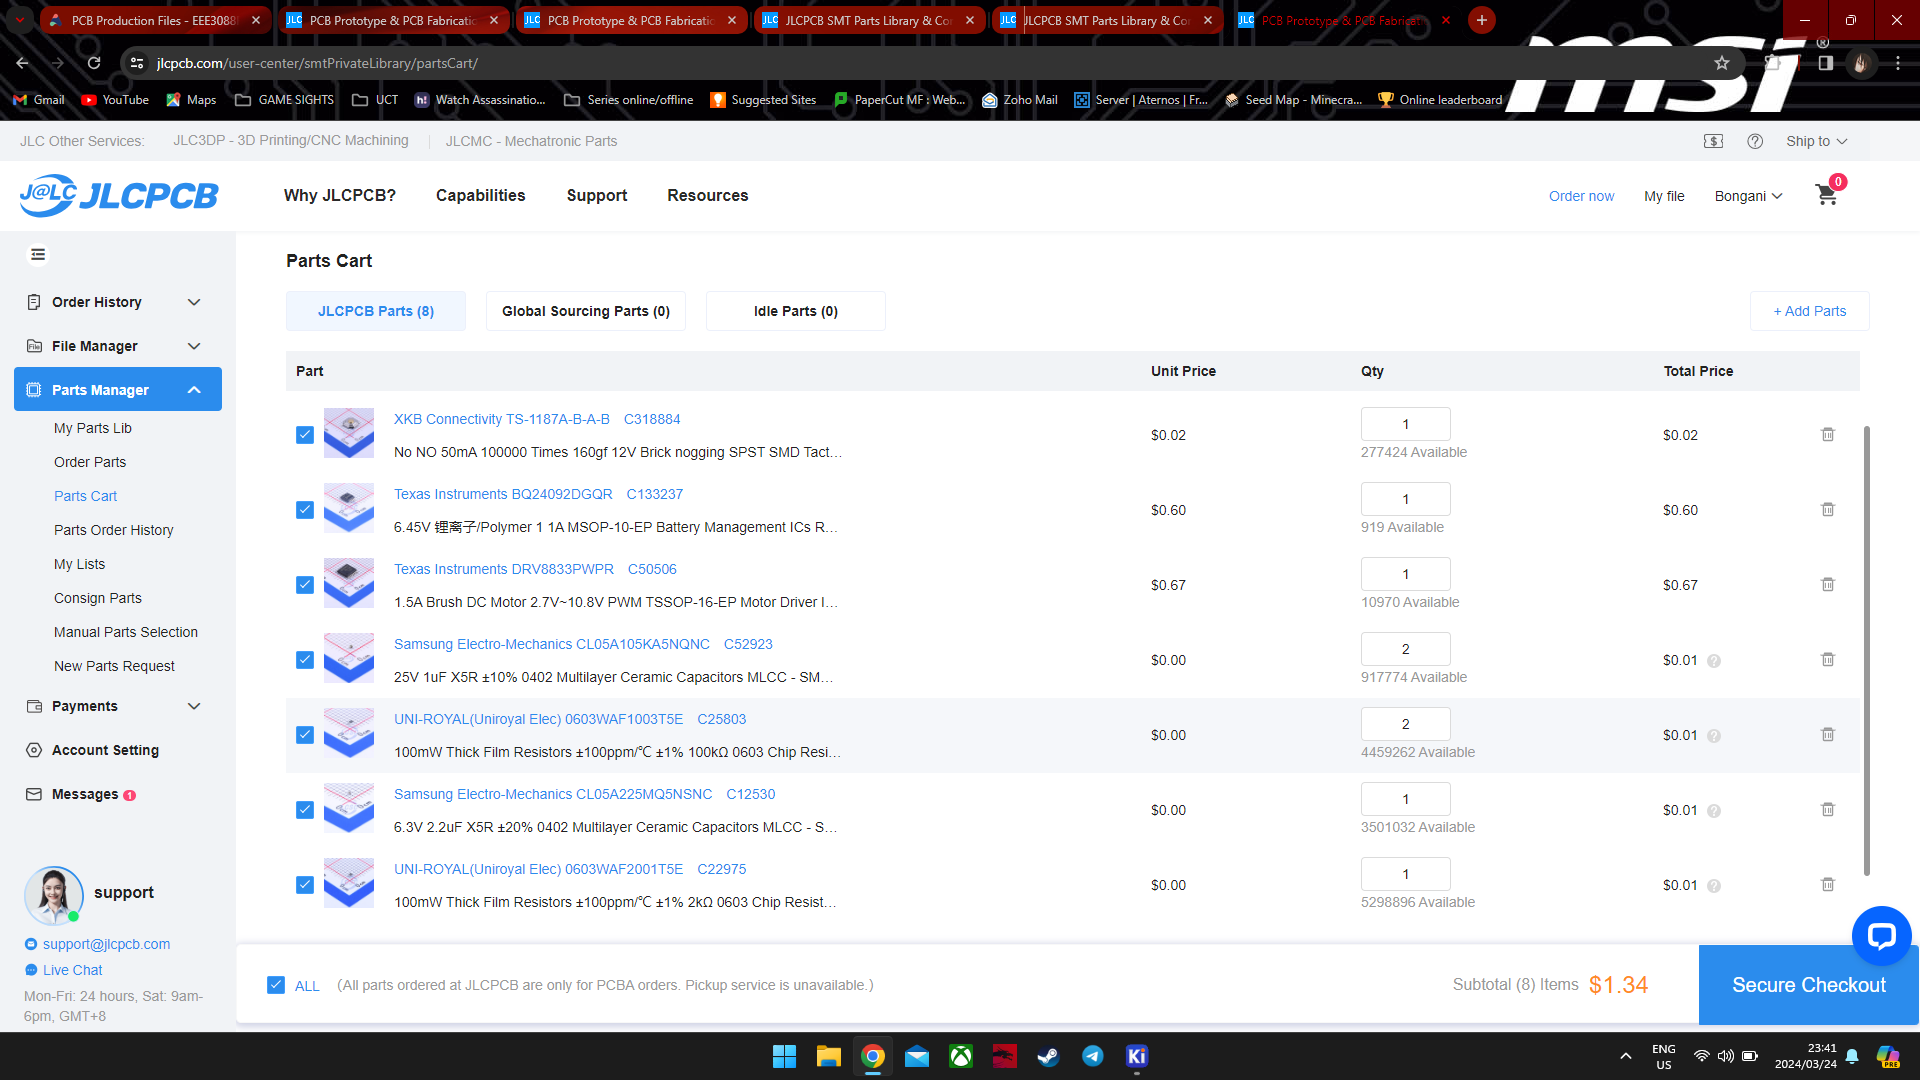 PCB Production Files - EEE3088F
PCB Prototype & PCB Fabricatio
PCB Prototype & PCB Fabricatio
JLCPCB SMT Parts Library & Co
JLCPCB SMT Parts Library & Co
PCB Prototype & PCB Fabricat
jlcpcb.com/user-center/smtPrivateLibrary/partsCart/
msi
Gmail YouTube Maps GAME SIGHTS UCT Watch Assassinatio... Series online/offline Suggested Sites PaperCut MF : Web... Zoho Mail Server | Aternos | Fr... Seed Map - Minecra... Online leaderboard
JLC Other Services: JLC3DP - 3D Printing/CNC Machining JLCMC - Mechatronic Parts Ship to
J@LC JLCPCB Why JLCPCB? Capabilities Support Resources Order now My file Bongani 0
Order History
File Manager
Parts Manager
My Parts Lib
Order Parts
Parts Cart
Parts Order History
My Lists
Consign Parts
Manual Parts Selection
New Parts Request
Payments
Account Setting
Messages 1
support
support@jlcpcb.com
Live Chat
Mon-Fri: 24 hours, Sat: 9am-
6pm, GMT+8
Parts Cart
JLCPCB Parts (8) Global Sourcing Parts (0) Idle Parts (0) + Add Parts
Part Unit Price Qty Total Price
XKB Connectivity TS-1187A-B-A-B C318884
No NO 50mA 100000 Times 160gf 12V Brick nogging SPST SMD Tact...
$0.02 1 $0.02
277424 Available
Texas Instruments BQ24092DGQR C133237
6.45V 锂离子/Polymer 1 1A MSOP-10-EP Battery Management ICs R...
$0.60 1 $0.60
919 Available
Texas Instruments DRV8833PWPR C50506
1.5A Brush DC Motor 2.7V~10.8V PWM TSSOP-16-EP Motor Driver I...
$0.67 1 $0.67
10970 Available
Samsung Electro-Mechanics CL05A105KA5NQNC C52923
25V 1uF X5R ±10% 0402 Multilayer Ceramic Capacitors MLCC - SM...
$0.00 2 $0.01
917774 Available
UNI-ROYAL(Uniroyal Elec) 0603WAF1003T5E C25803
100mW Thick Film Resistors ±100ppm/℃ ±1% 100kΩ 0603 Chip Resi...
$0.00 2 $0.01
4459262 Available
Samsung Electro-Mechanics CL05A225MQ5NSNC C12530
6.3V 2.2uF X5R ±20% 0402 Multilayer Ceramic Capacitors MLCC - S...
$0.00 1 $0.01
3501032 Available
UNI-ROYAL(Uniroyal Elec) 0603WAF2001T5E C22975
100mW Thick Film Resistors ±100ppm/℃ ±1% 2kΩ 0603 Chip Resist...
$0.00 1 $0.01
5298896 Available
ALL (All parts ordered at JLCPCB are only for PCBA orders. Pickup service is unavailable.) Subtotal (8) Items $1.34 Secure Checkout
ENG
US
23:41
2024/03/24